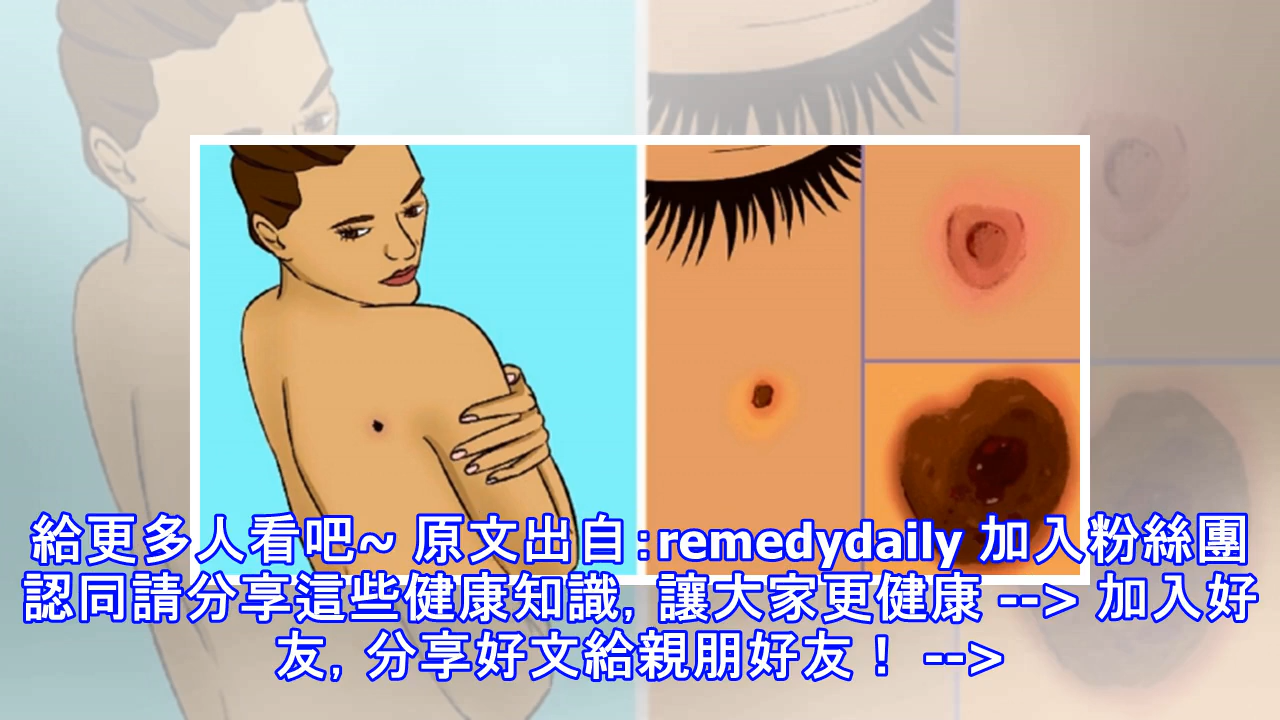 給更多人看吧~ 原文出自:remedydaily 加入粉絲團
認同請分享這些健康知識, 讓大家更健康 --> 加入好
友, 分享好文給親朋好友！ -->